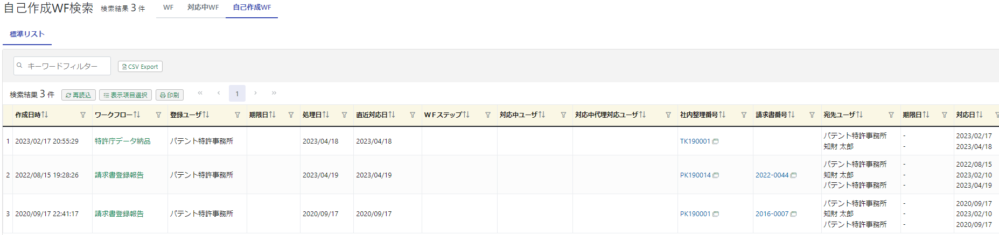 自己作成WF検索 検索結果 3 件 WF 対応中WF 自己作成WF
標準リスト
キーワードフィルター CSV Export
検索結果 3 件 再読込 表示項目選択 印刷 « ‹ 1 › »
作成日時 ワークフロー 登録ユーザ 期限日 処理日 直近対応日 WFステップ 対応中ユーザ 対応中代理対応ユーザ 社内整理番号 請求書番号 宛先ユーザ 期限日 対応日
1 2023/02/17 20:55:29 特許庁データ納品 パテント特許事務所 2023/04/18 2023/04/18 TK190001 パテント特許事務所 - 2023/02/17
知財 太郎 - 2023/04/18
パテント特許事務所 - 2022/08/15
2 2022/08/15 19:28:26 請求書登録報告 パテント特許事務所 2023/04/19 2023/04/19 PK190014 2022-0044 知財 太郎 - 2023/02/10
パテント特許事務所 - 2023/04/19
パテント特許事務所 - 2020/09/17
3 2020/09/17 22:41:17 請求書登録報告 パテント特許事務所 2020/09/17 2020/09/17 PK190001 2016-0007 知財 太郎 - 2023/02/10
パテント特許事務所 - 2020/09/17